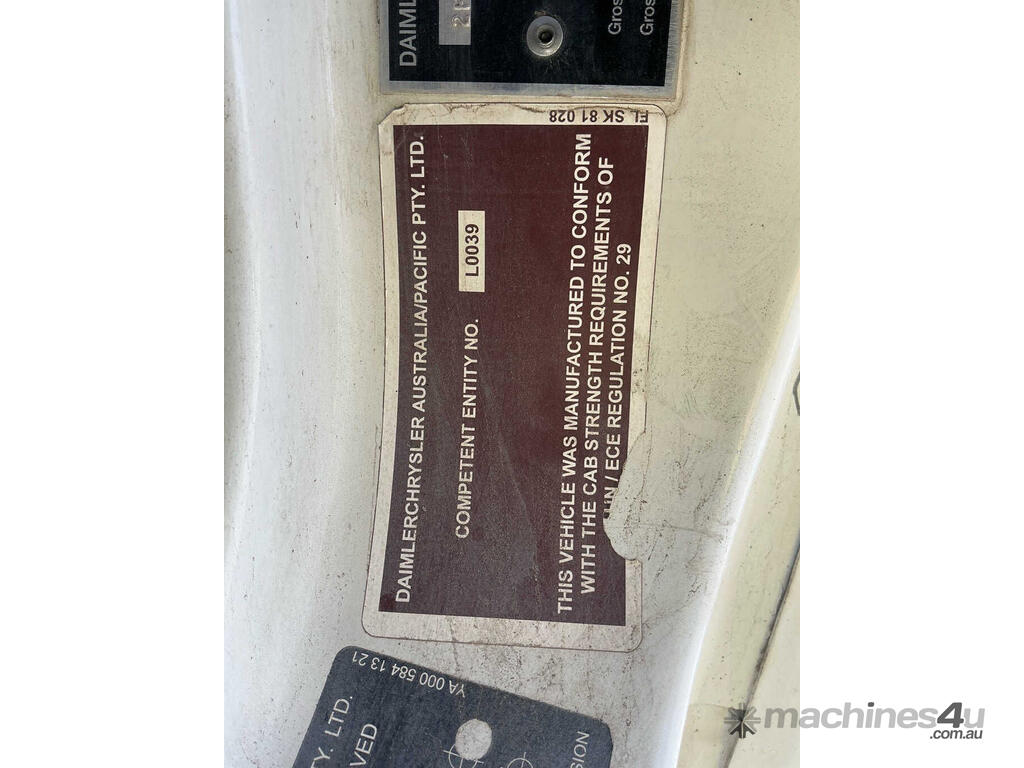 DAIML
Gros
Gros
FL SK 81 028
DAIMLERCHRYSLER AUSTRALIA/PACIFIC PTY. LTD.
COMPETENT ENTITY NO. L0039
THIS VEHICLE WAS MANUFACTURED TO CONFORM
WITH THE CAB STRENGTH REQUIREMENTS OF
UN / ECE REGULATION NO. 29
YA 000 584 13 21
TY. LTD.
VED
SION
machines4u
.com.au